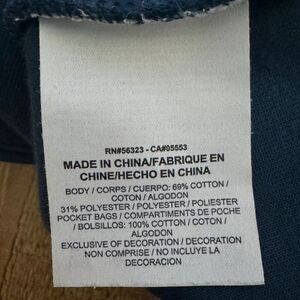 RN#56323 - CA#05553
MADE IN CHINA/FABRIQUE EN
CHINE/HECHO EN CHINA
BODY / CORPS / CUERPO: 69% COTTON /
COTON / ALGODON
31% POLYESTER / POLYESTER / POLIESTER
POCKET BAGS / COMPARTIMENTS DE POCHE
/ BOLSILLOS: 100% COTTON / COTON /
ALGODON
EXCLUSIVE OF DECORATION / DECORATION
NON COMPRISE / NO INCLUYE LA
DECORACION